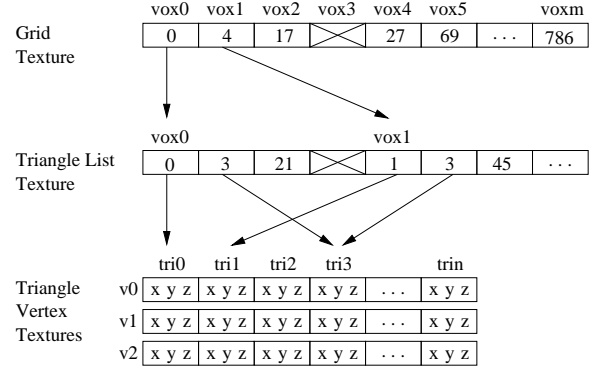 vox0 vox1 vox2 vox3 vox4 vox5 voxm
Grid
Texture
0 4 17 27 69 ... 786
vox0 vox1
Triangle List
Texture
0 3 21 1 3 45 ...
tri0 tri1 tri2 tri3 trin
Triangle
Vertex
Textures
v0 x y z x y z x y z x y z ... x y z
v1 x y z x y z x y z x y z ... x y z
v2 x y z x y z x y z x y z ... x y z